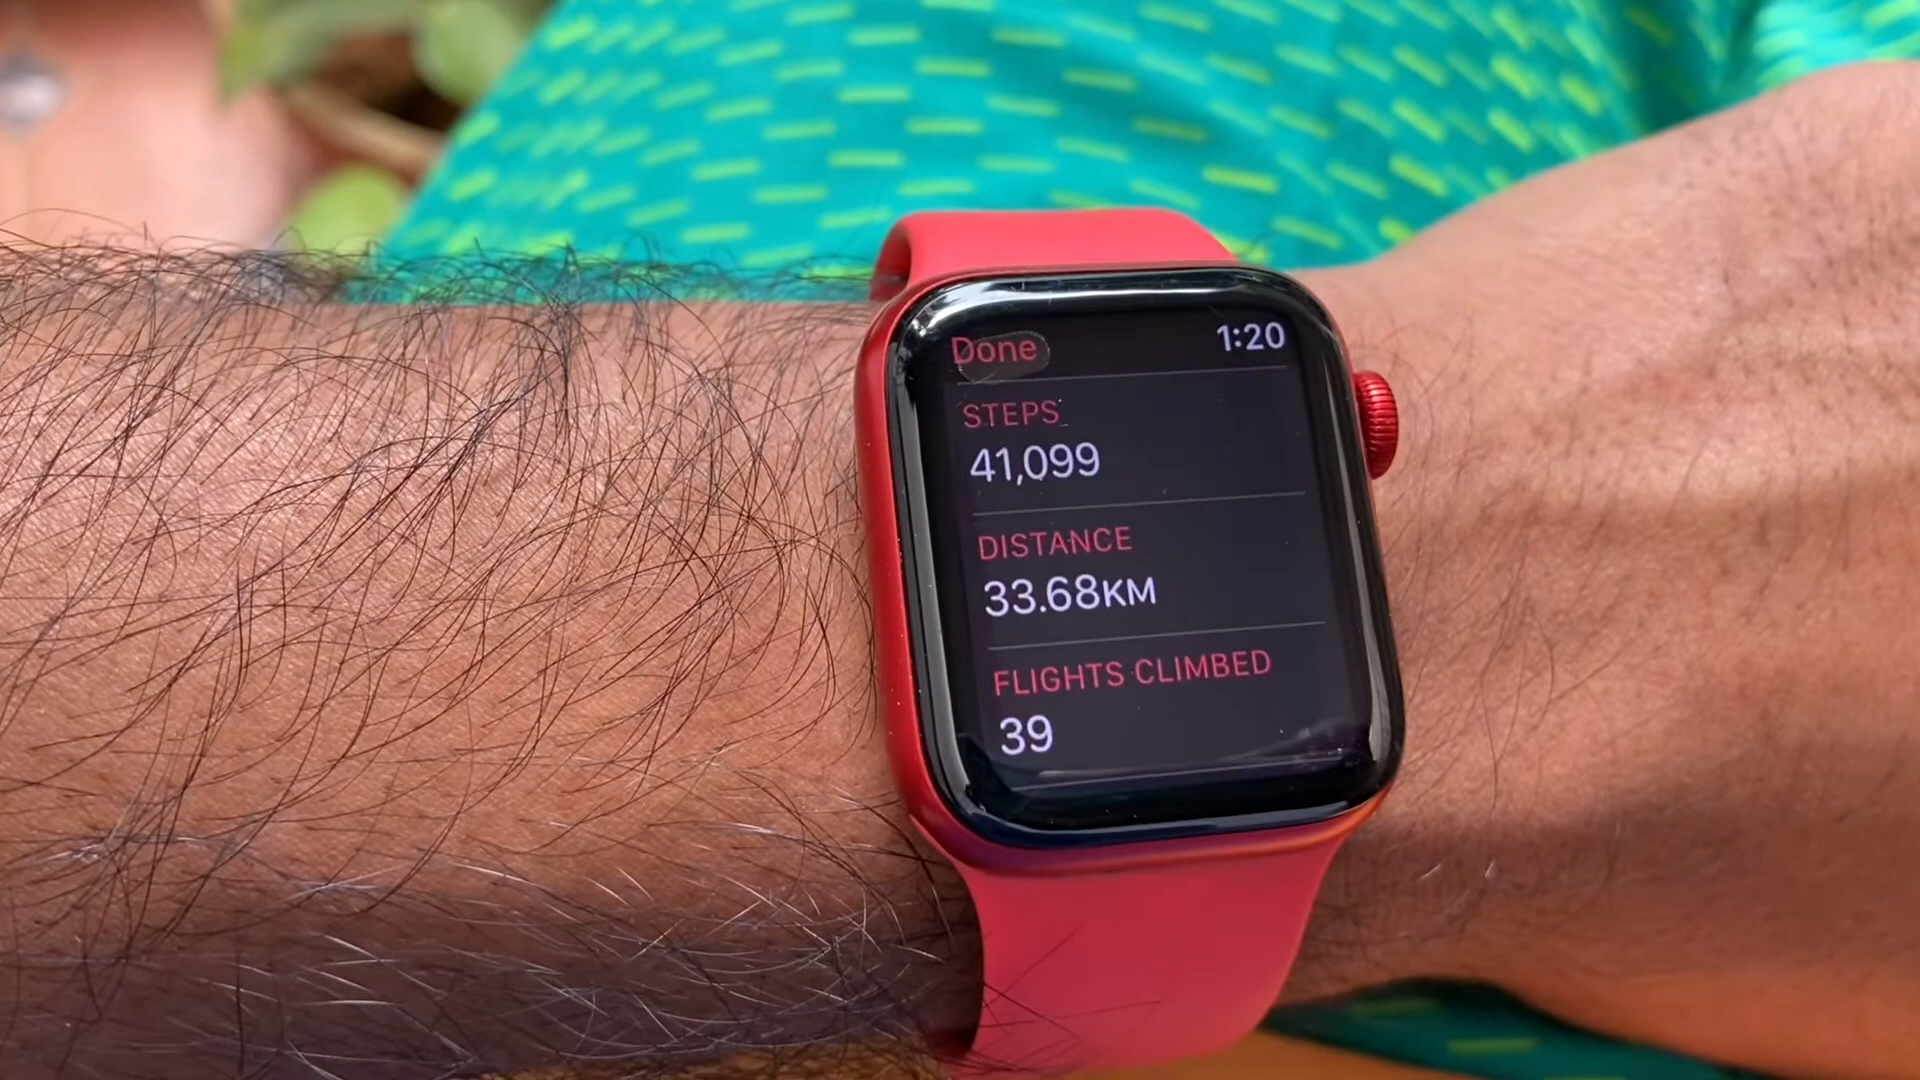 Done 1:20
STEPS
41,099
DISTANCE
33.68KM
FLIGHTS CLIMBED
39